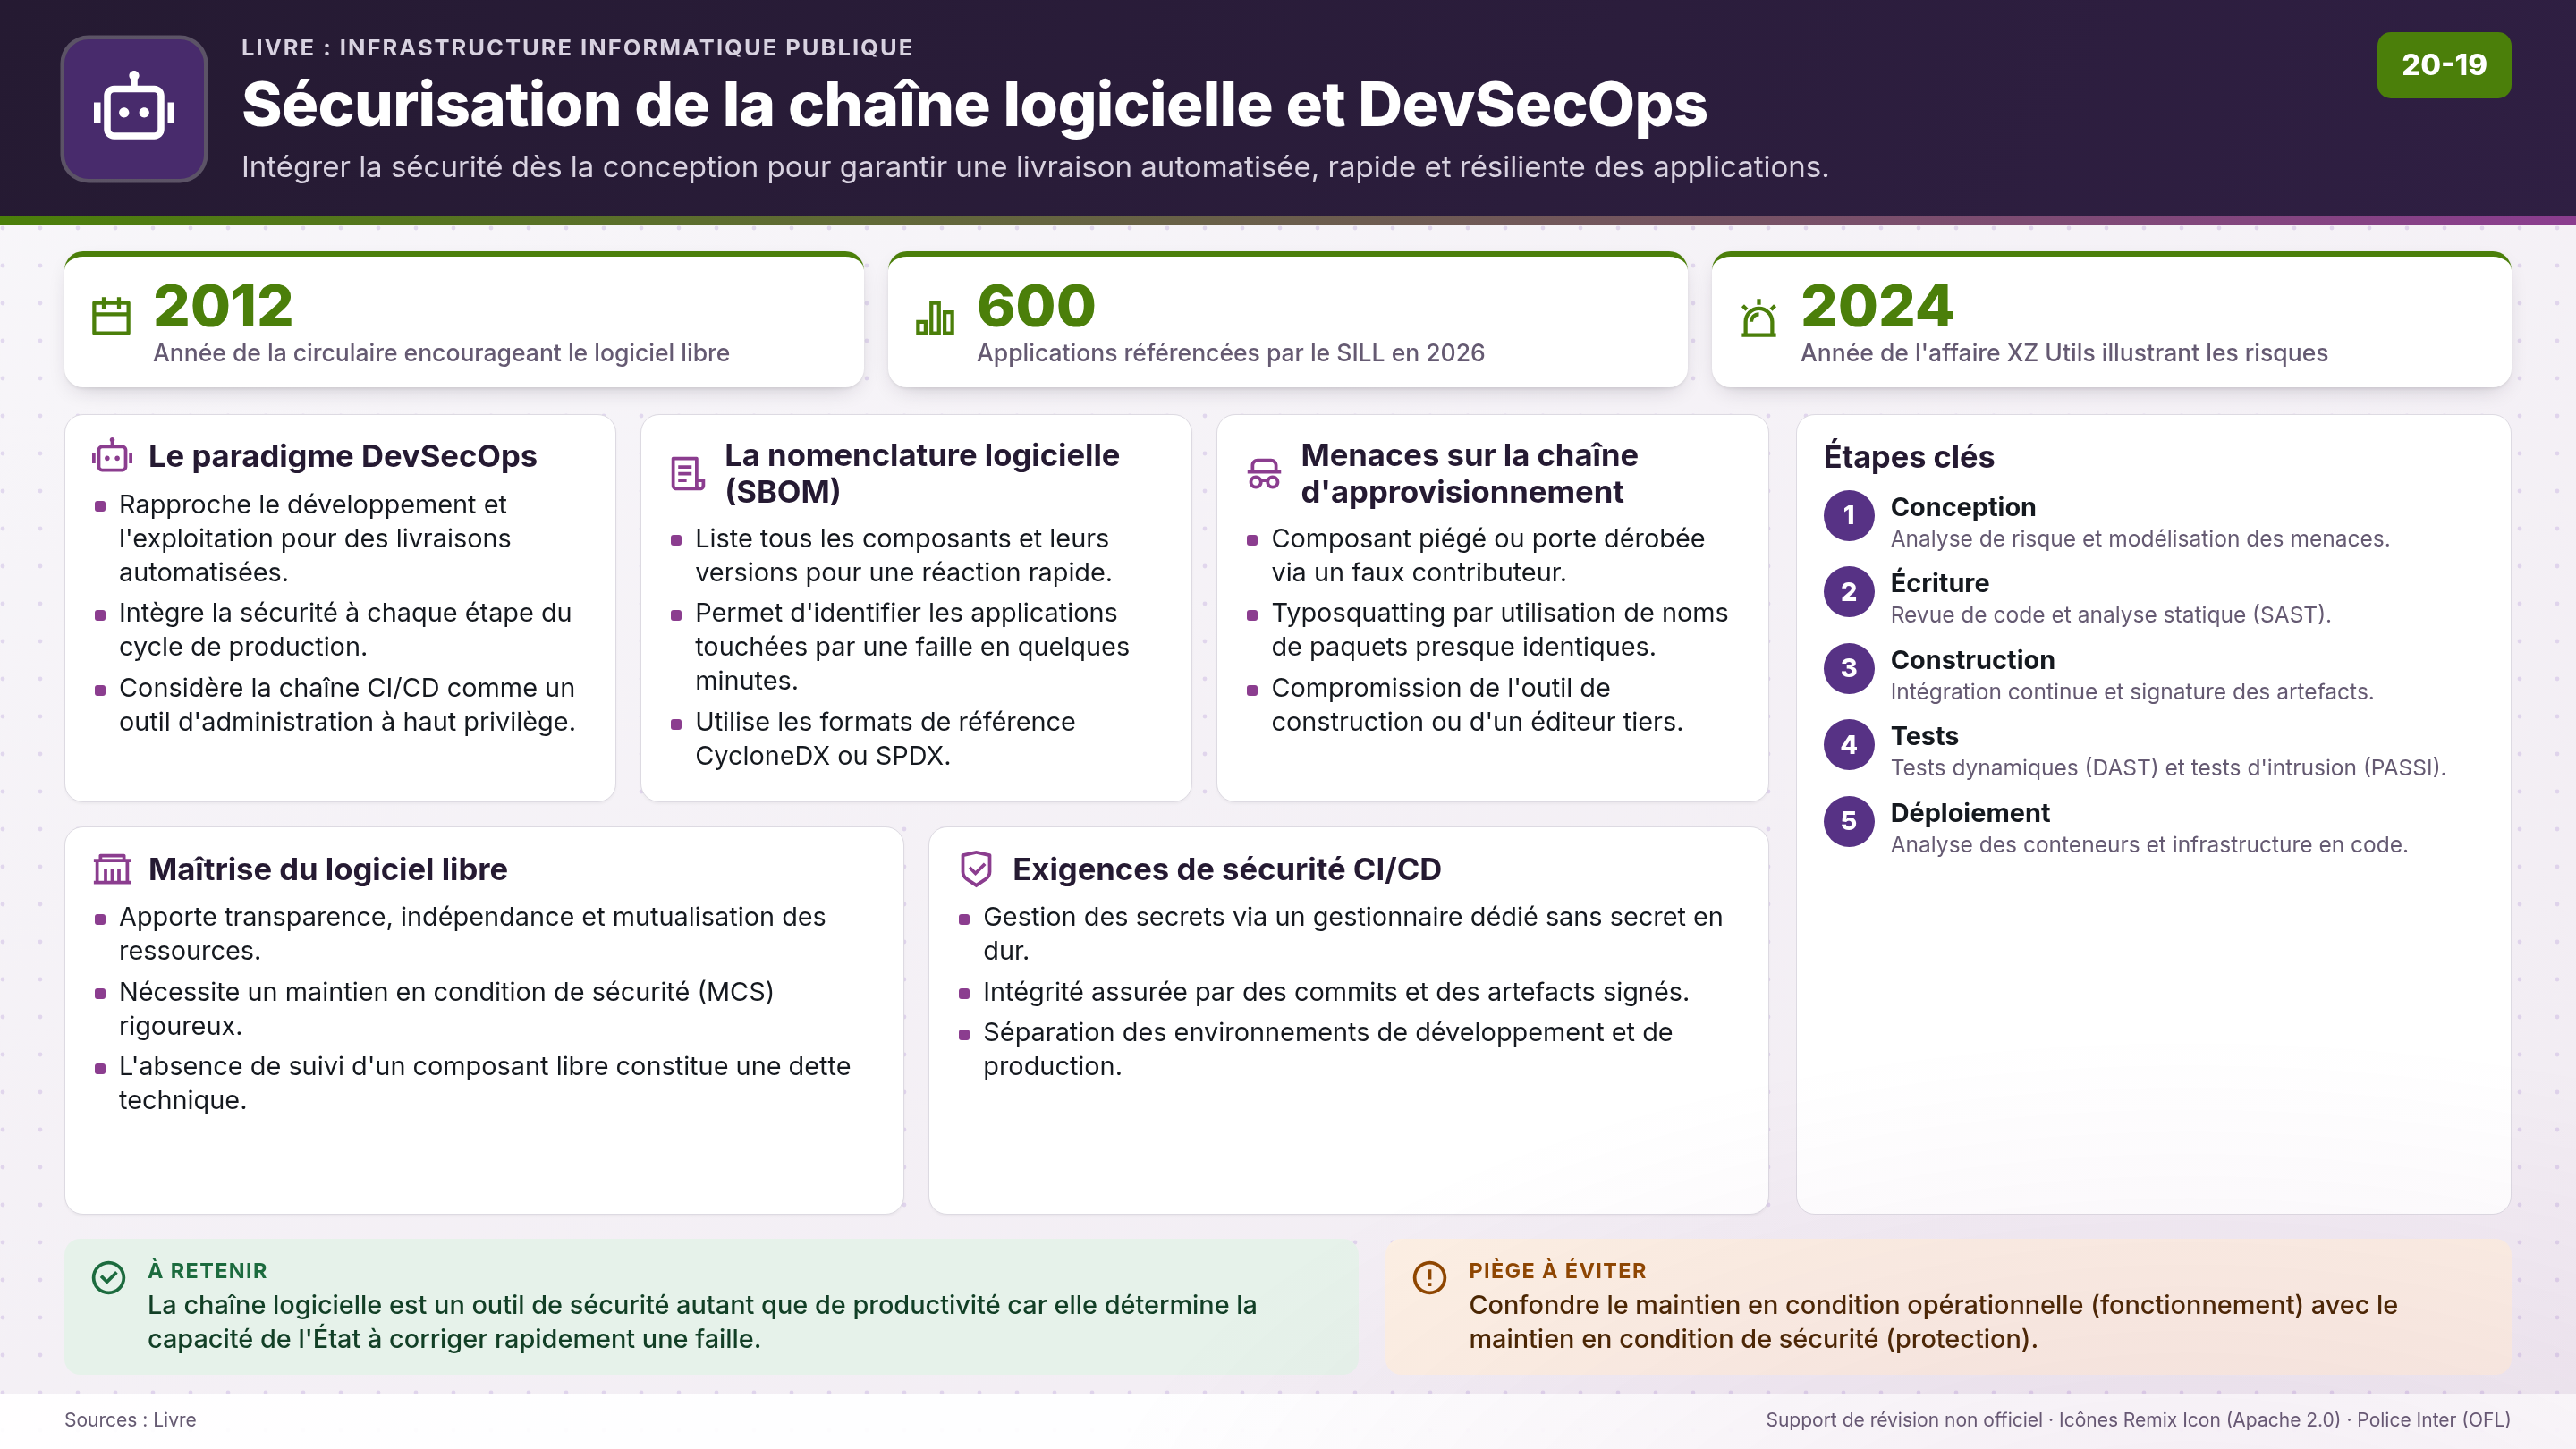 LIVRE : INFRASTRUCTURE INFORMATIQUE PUBLIQUE
Sécurisation de la chaîne logicielle et DevSecOps
Intégrer la sécurité dès la conception pour garantir une livraison automatisée, rapide et résiliente des applications.
20-19
2012
Année de la circulaire encourageant le logiciel libre
600
Applications référencées par le SILL en 2026
2024
Année de l'affaire XZ Utils illustrant les risques
Le paradigme DevSecOps
Rapproche le développement et
l'exploitation pour des livraisons
automatisées.
Intègre la sécurité à chaque étape du
cycle de production.
Considère la chaîne CI/CD comme un
outil d'administration à haut privilège.
La nomenclature logicielle
(SBOM)
Liste tous les composants et leurs
versions pour une réaction rapide.
Permet d'identifier les applications
touchées par une faille en quelques
minutes.
Utilise les formats de référence
CycloneDX ou SPDX.
Menaces sur la chaîne
d'approvisionnement
Composant piégé ou porte dérobée
via un faux contributeur.
Typosquatting par utilisation de noms
de paquets presque identiques.
Compromission de l'outil de
construction ou d'un éditeur tiers.
Étapes clés
1
Conception
Analyse de risque et modélisation des menaces.
2
Écriture
Revue de code et analyse statique (SAST).
3
Construction
Intégration continue et signature des artefacts.
4
Tests
Tests dynamiques (DAST) et tests d'intrusion (PASSI).
5
Déploiement
Analyse des conteneurs et infrastructure en code.
Maîtrise du logiciel libre
Apporte transparence, indépendance et mutualisation des
ressources.
Nécessite un maintien en condition de sécurité (MCS)
rigoureux.
L'absence de suivi d'un composant libre constitue une dette
technique.
Exigences de sécurité CI/CD
Gestion des secrets via un gestionnaire dédié sans secret en
dur.
Intégrité assurée par des commits et des artefacts signés.
Séparation des environnements de développement et de
production.
À RETENIR
La chaîne logicielle est un outil de sécurité autant que de productivité car elle détermine la
capacité de l'État à corriger rapidement une faille.
PIÈGE À ÉVITER
Confondre le maintien en condition opérationnelle (fonctionnement) avec le
maintien en condition de sécurité (protection).
Sources : Livre
Support de révision non officiel · Icônes Remix Icon (Apache 2.0) · Police Inter (OFL)